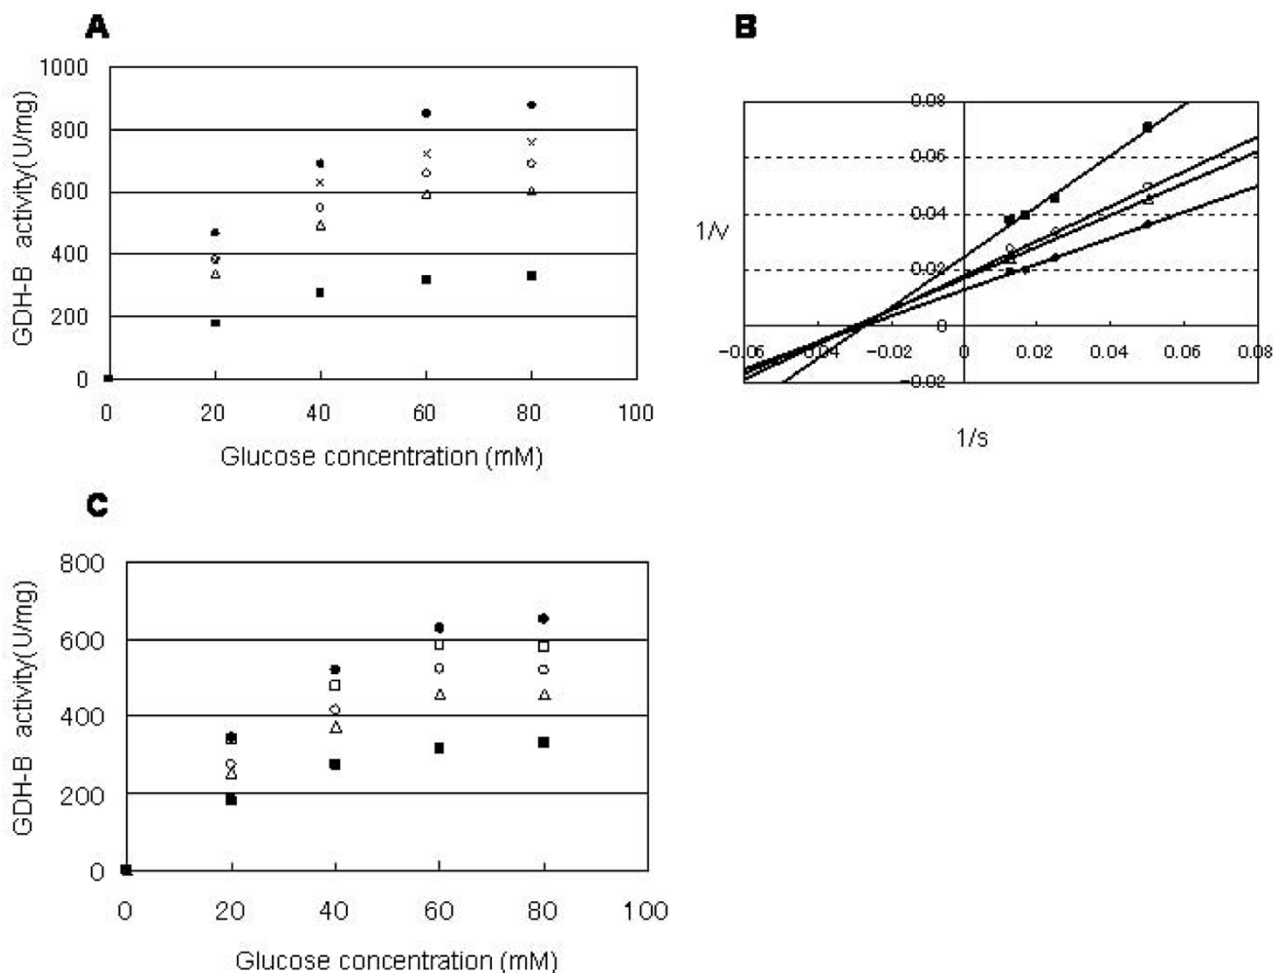 A
1000
800
600
400
200
0
0 20 40 60 80 100
GDH-B activity(U/mg)
Glucose concentration (mM)
B
0.08
0.06
0.04
0.02
0
−0.02
−0.06 −0.04 −0.02 0 0.02 0.04 0.06 0.08
1/v
1/s
C
800
600
400
200
0
0 20 40 60 80 100
GDH-B activity(U/mg)
Glucose concentration (mM)